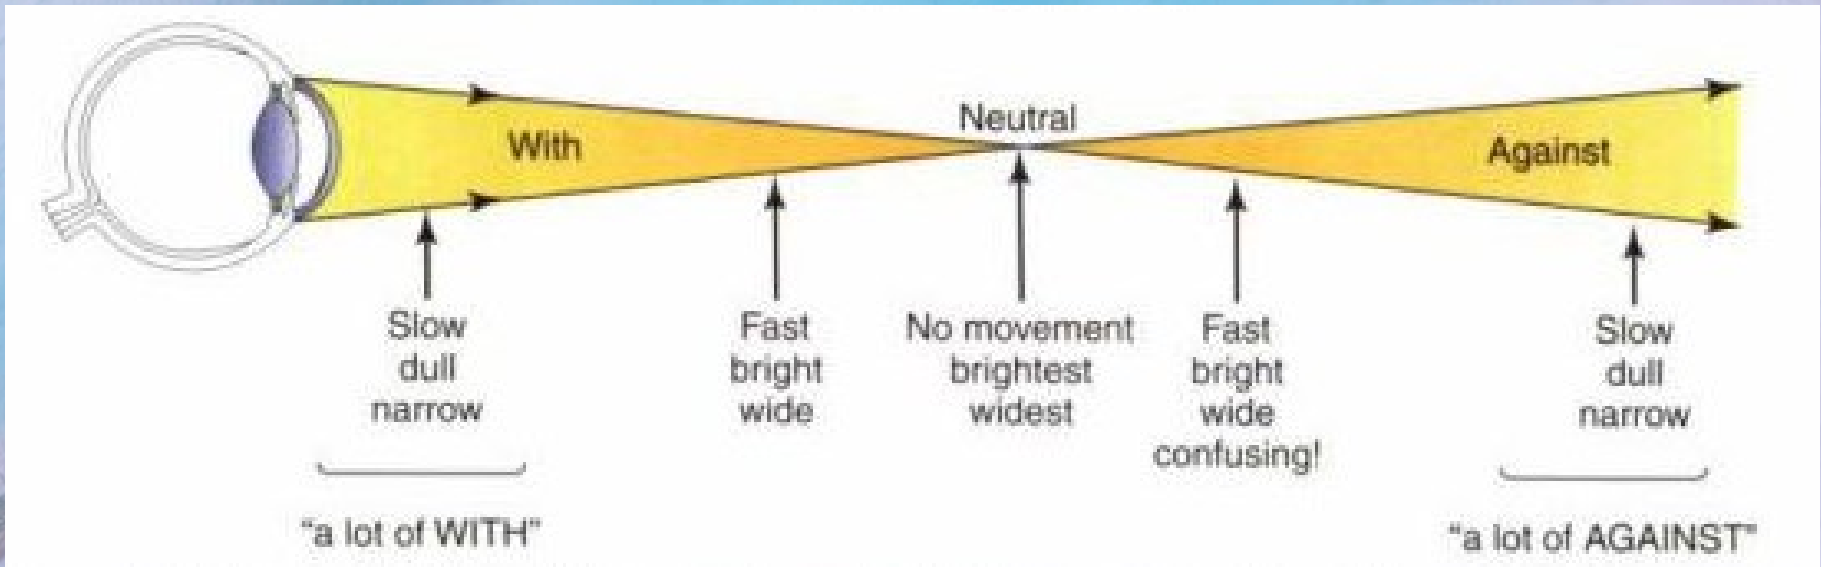 Neutral
With
Against
Slow
dull
narrow
Fast
bright
wide
No movement
brightest
widest
Fast
bright
wide
confusing!
Slow
dull
narrow
"a lot of WITH"
"a lot of AGAINST"